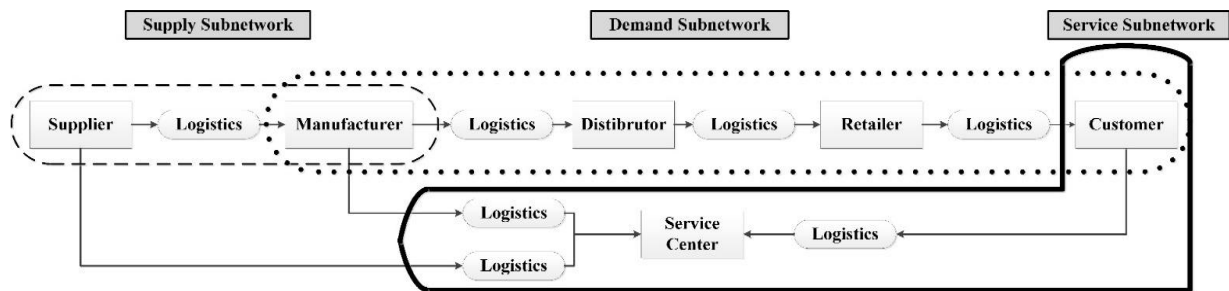 Supply Subnetwork
Demand Subnetwork
Service Subnetwork
Supplier
Logistics
Manufacturer
Logistics
Distibrutor
Logistics
Retailer
Logistics
Customer
Logistics
Service
Center
Logistics
Logistics